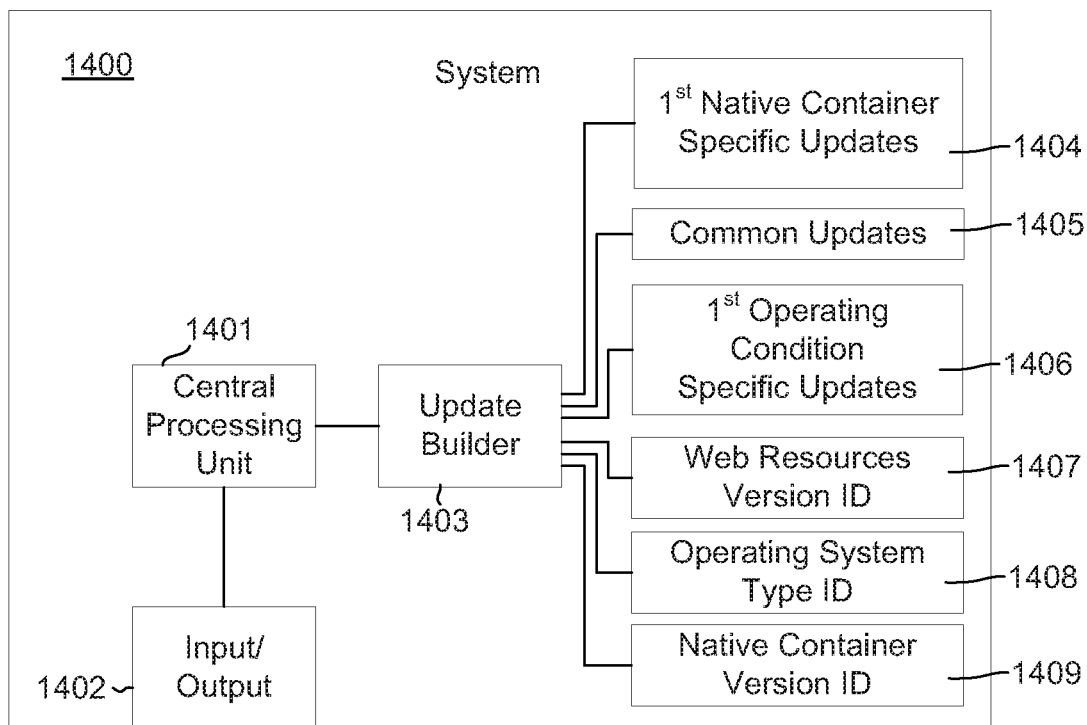 1400
System
1st Native Container
Specific Updates
1404
Common Updates
1405
1st Operating
Condition
Specific Updates
1406
1401
Central
Processing
Unit
Update
Builder
1403
Web Resources
Version ID
1407
Operating System
Type ID
1408
Input/
Output
1402
Native Container
Version ID
1409